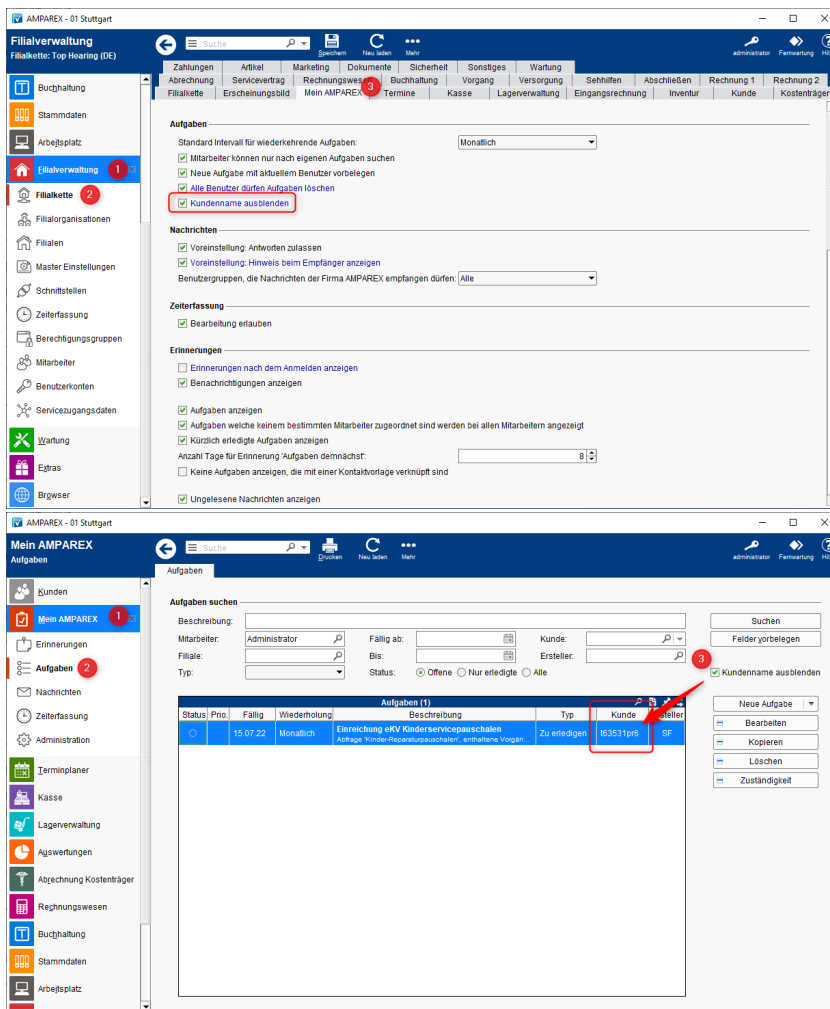 AMPAREX - 01 Stuttgart
Filialverwaltung
Filialkette: Top Hearing (DE)
Suche
Speichern
Neu laden
Mehr
administrator
Fernwartung
Zahlungen Artikel Marketing Dokumente Sicherheit Sonstiges Wartung
Abrechnung Servicevertrag Rechnungswesen Buchhaltung Vorgang Versorgung Sehhilfen Abschließen Rechnung 1 Rechnung 2
Filialkette Erscheinungsbild Mein AMPAREX 3 Termine Kasse Lagerverwaltung Eingangsrechnung Inventur Kunde Kostenträger
Buchhaltung
Stammdaten
Arbeitsplatz
Filialverwaltung 1
Filialkette 2
Filialorganisationen
Filialen
Master Einstellungen
Schnittstellen
Zeiterfassung
Berechtigungsgruppen
Mitarbeiter
Benutzerkonten
Servicezugangsdaten
Wartung
Extras
Browser
Aufgaben
Standard Intervall für wiederkehrende Aufgaben: Monatlich
Mitarbeiter können nur nach eigenen Aufgaben suchen
Neue Aufgabe mit aktuellem Benutzer vorbelegen
Alle Benutzer dürfen Aufgaben löschen
Kundenname ausblenden
Nachrichten
Voreinstellung: Antworten zulassen
Voreinstellung: Hinweis beim Empfänger anzeigen
Benutzergruppen, die Nachrichten der Firma AMPAREX empfangen dürfen: Alle
Zeiterfassung
Bearbeitung erlauben
Erinnerungen
Erinnerungen nach dem Anmelden anzeigen
Benachrichtigungen anzeigen
Aufgaben anzeigen
Aufgaben welche keinem bestimmten Mitarbeiter zugeordnet sind werden bei allen Mitarbeitern angezeigt
Kürzlich erledigte Aufgaben anzeigen
Anzahl Tage für Erinnerung 'Aufgaben demnächst': 8
Keine Aufgaben anzeigen, die mit einer Kontaktvorlage verknüpft sind
Ungelesene Nachrichten anzeigen
AMPAREX - 01 Stuttgart
Mein AMPAREX
Aufgaben
Suche
Drucken
Neu laden
Mehr
administrator
Fernwartung
Aufgaben
Kunden
Mein AMPAREX 1
Erinnerungen
Aufgaben 2
Nachrichten
Zeiterfassung
Administration
Terminplaner
Kasse
Lagerverwaltung
Auswertungen
Abrechnung Kostenträger
Rechnungswesen
Buchhaltung
Stammdaten
Arbeitsplatz
Aufgaben suchen
Beschreibung:
Mitarbeiter: Administrator Fällig ab: Kunde:
Filiale: Bis: Ersteller:
Typ: Status: Offene Nur erledigte Alle
Suchen
Felder vorbelegen
3
Kundenname ausblenden
Aufgaben (1)
Status Prio. Fällig Wiederholung Beschreibung Typ Kunde
15.07.22 Monatlich Einreichung eKV Kinderservicepauschalen Zu erledigen t63531pr6 SF
Abfrage 'Kinder-Reparaturpauschalen', enthaltene Vorgän...
Neue Aufgabe
Bearbeiten
Kopieren
Löschen
Zuständigkeit